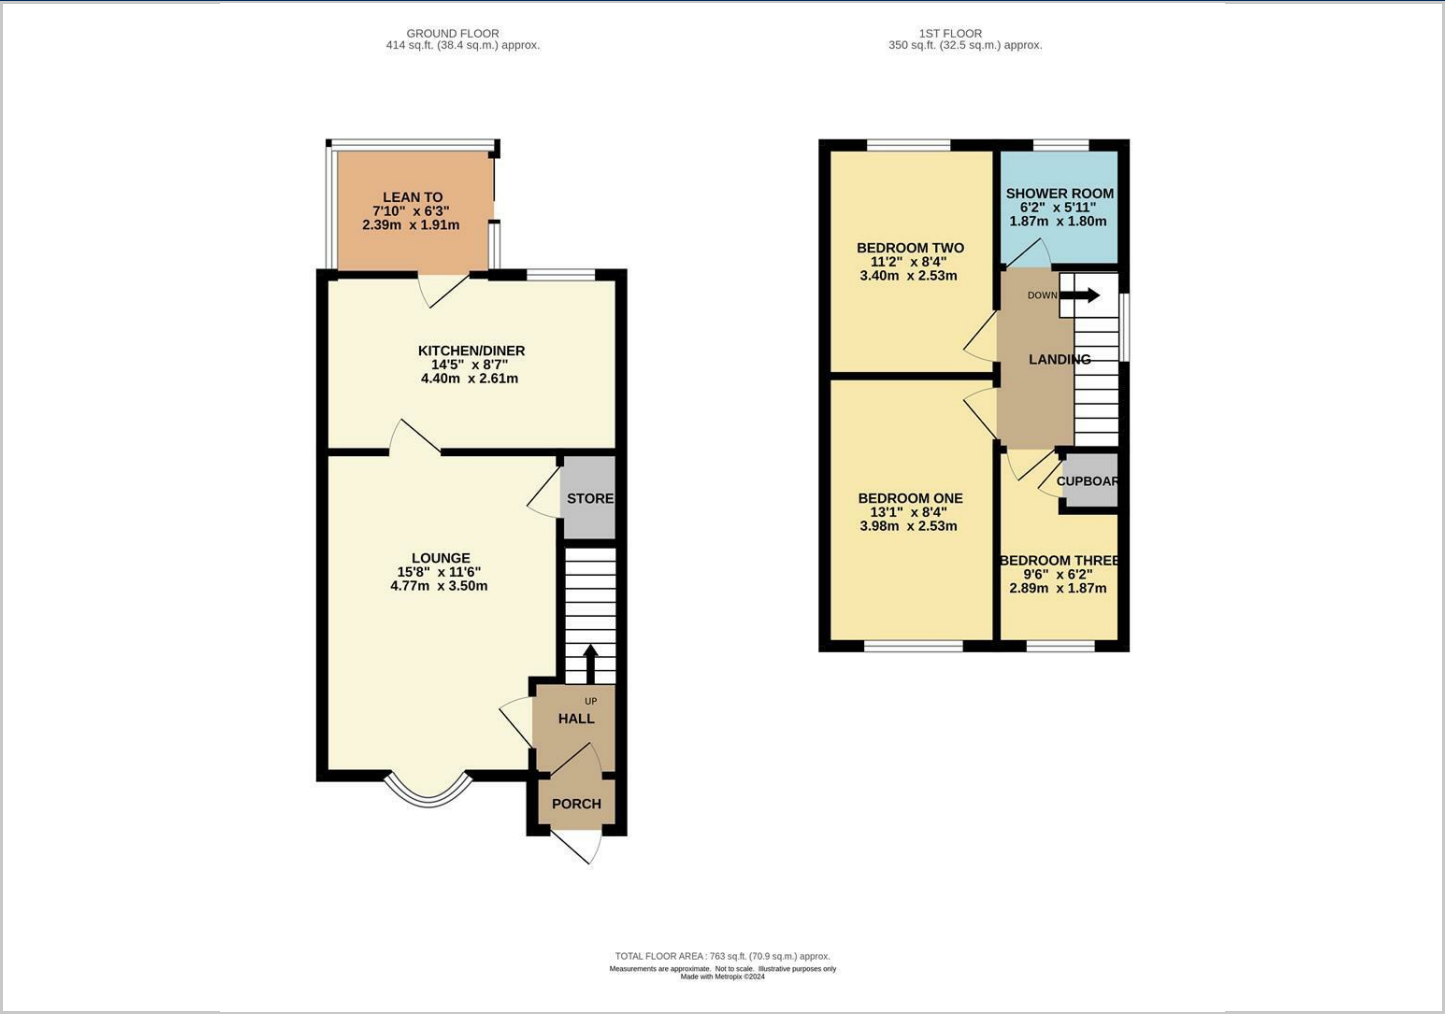 GROUND FLOOR
414 sq.ft. (38.4 sq.m.) approx.
1ST FLOOR
350 sq.ft. (32.5 sq.m.) approx.
LEAN TO
7'10" x 6'3"
2.39m x 1.91m
KITCHEN/DINER
14'5" x 8'7"
4.40m x 2.61m
STORE
LOUNGE
15'8" x 11'6"
4.77m x 3.50m
UP
HALL
PORCH
SHOWER ROOM
6'2" x 5'11"
1.87m x 1.80m
BEDROOM TWO
11'2" x 8'4"
3.40m x 2.53m
DOWN
LANDING
CUPBOAR
BEDROOM ONE
13'1" x 8'4"
3.98m x 2.53m
BEDROOM THREE
9'6" x 6'2"
2.89m x 1.87m
TOTAL FLOOR AREA : 763 sq.ft. (70.9 sq.m.) approx.
Measurements are approximate. Not to scale. Illustrative purposes only
Made with Metropix ©2024